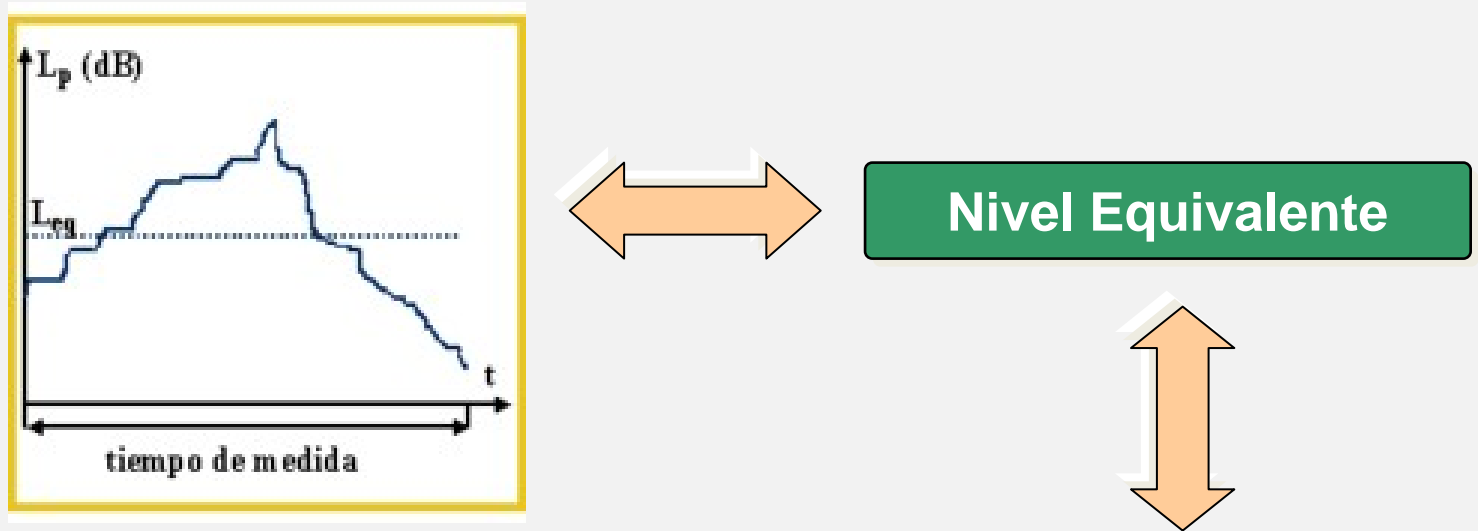 Lp (dB)
Leq
t
tiempo de medida
Nivel Equivalente